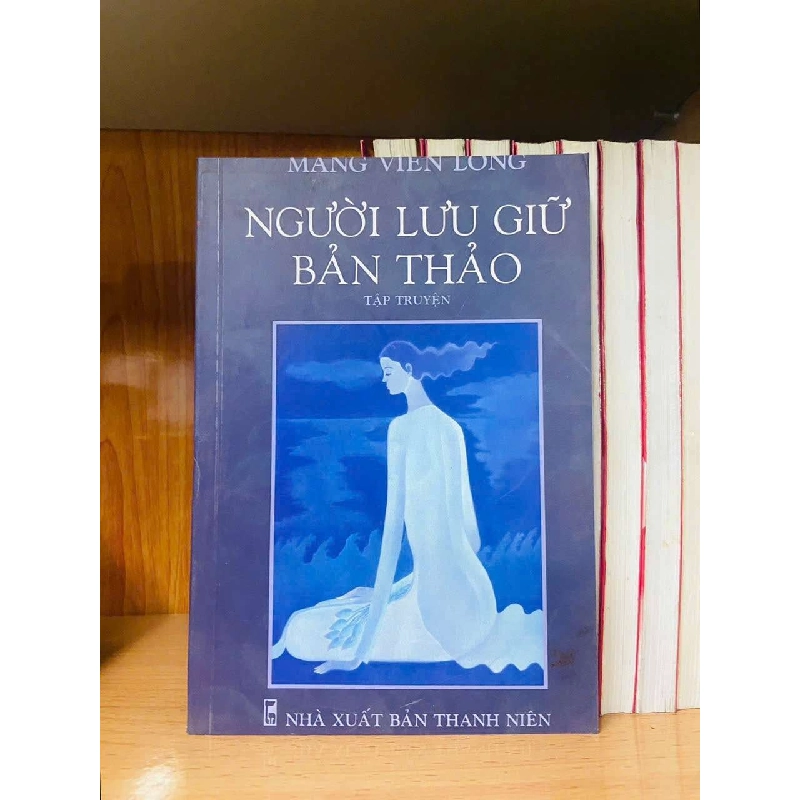 MANG VIÊN LONG
NGƯỜI LƯU GIỮ
BẢN THẢO
TẬP TRUYỆN
NHÀ XUẤT BẢN THANH NIÊN